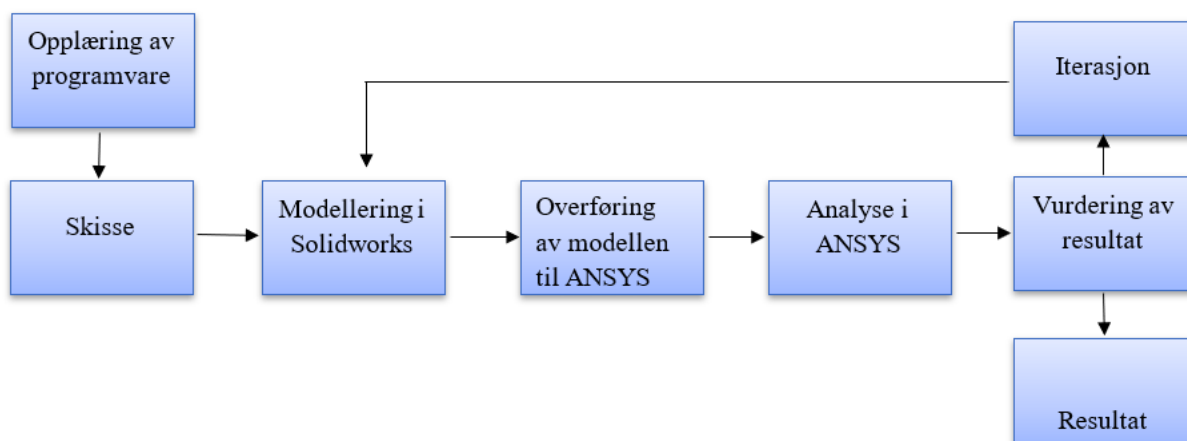 Opplæring av
programvare
Iterasjon
Skisse
Modellering i
Solidworks
Overføring
av modellen
til ANSYS
Analyse i
ANSYS
Vurdering av
resultat
Resultat